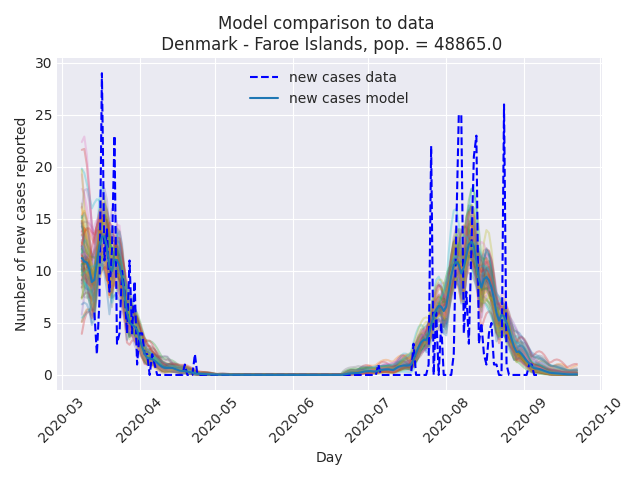 Model comparison to data
Denmark - Faroe Islands, pop. = 48865.0
new cases data
new cases model
Number of new cases reported
30
25
20
15
10
5
0
2020-03
2020-04
2020-05
2020-06
2020-07
2020-08
2020-09
2020-10
Day